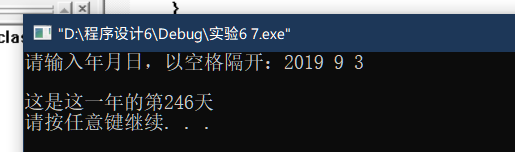 }
clas
"D:\程序设计6\Debug\实验6 7.exe"
请输入年月日，以空格隔开：2019 9 3
这是这一年的第246天
请按任意键继续. . .